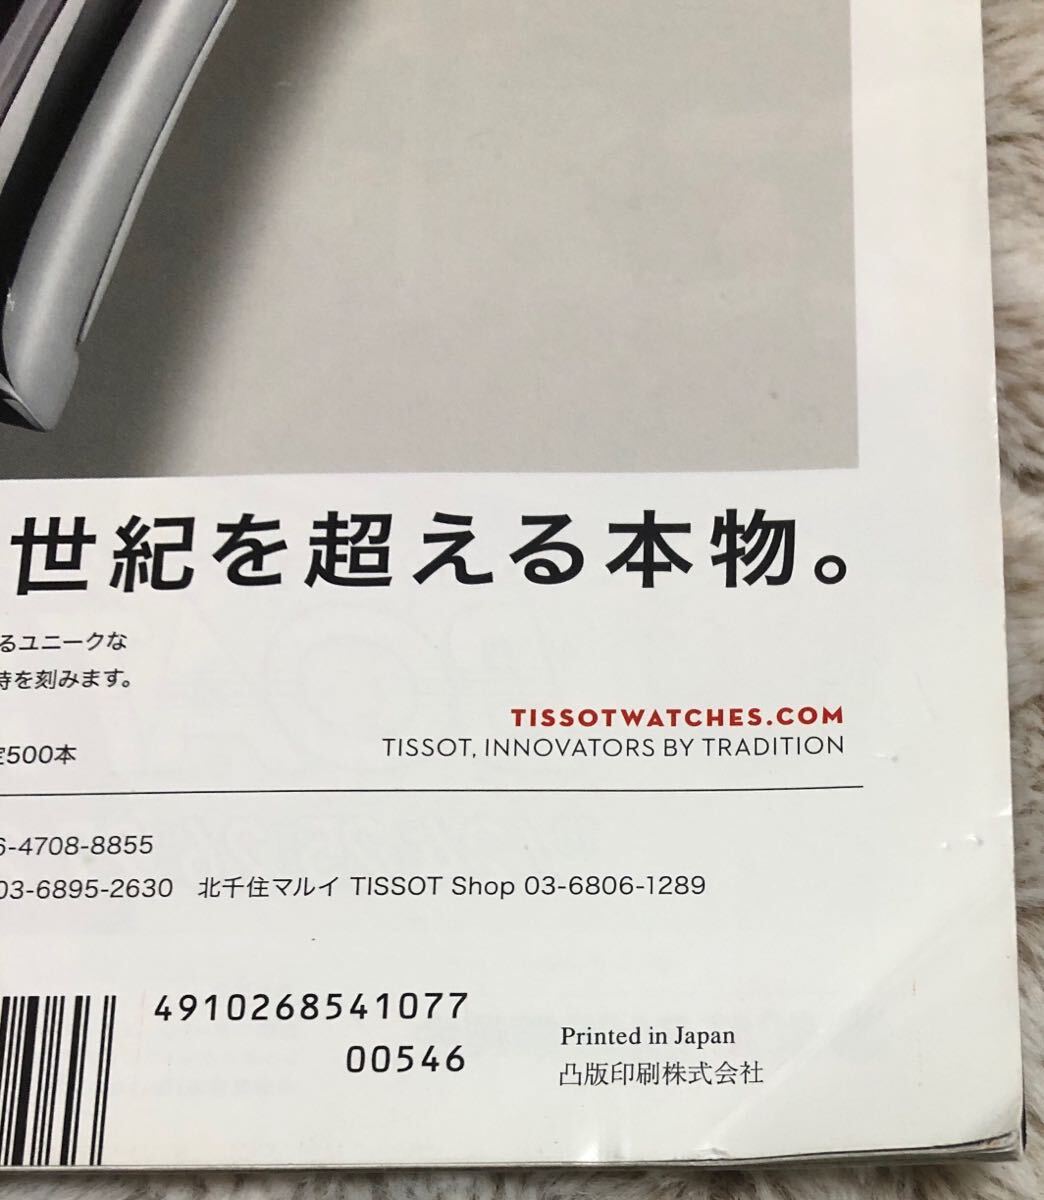 世紀を超える本物。
るユニークな
時を刻みます。
定500本
TISSOTWATCHES.COM
TISSOT, INNOVATORS BY TRADITION
6-4708-8855
03-6895-2630 北千住マルイ TISSOT Shop 03-6806-1289
4910268541077
00546
Printed in Japan
凸版印刷株式会社